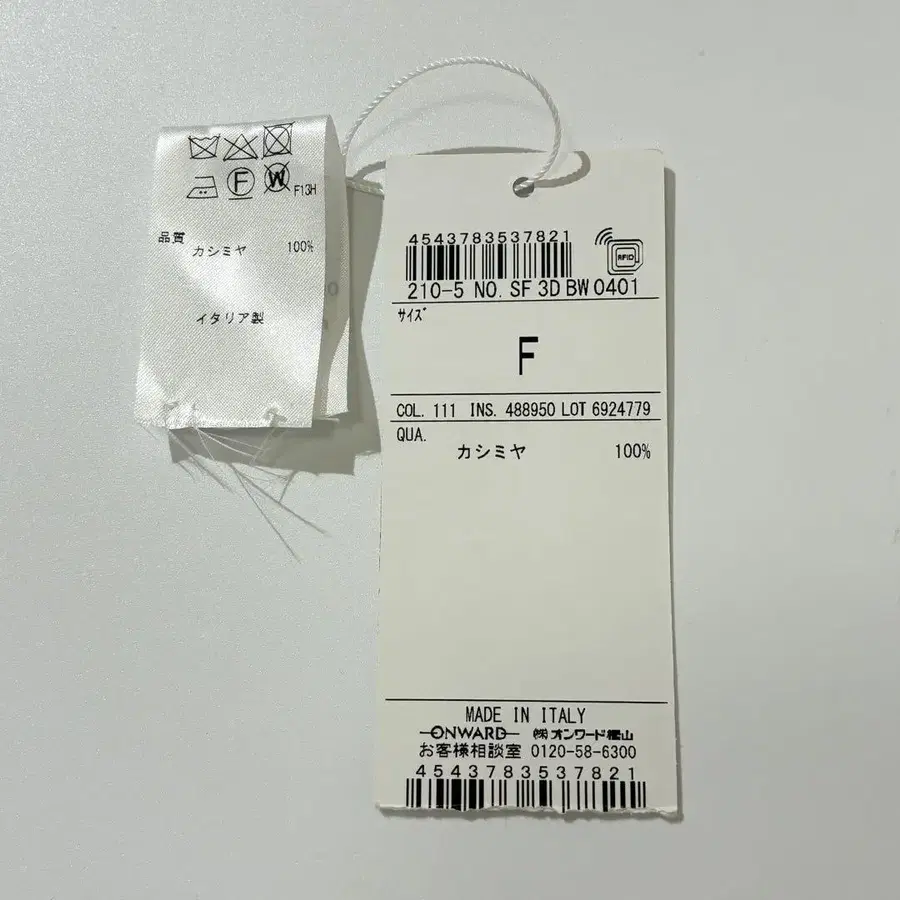 F
W
F13H
品質
カシミヤ 100%
イタリア製
4543783537821
RFID
210-5 NO. SF 3D BW 0401
サイズ
F
COL. 111 INS. 488950 LOT 6924779
QUA.
カシミヤ 100%
MADE IN ITALY
ONWARD ㈱オンワード樫山
お客様相談室 0120-58-6300
4543783537821